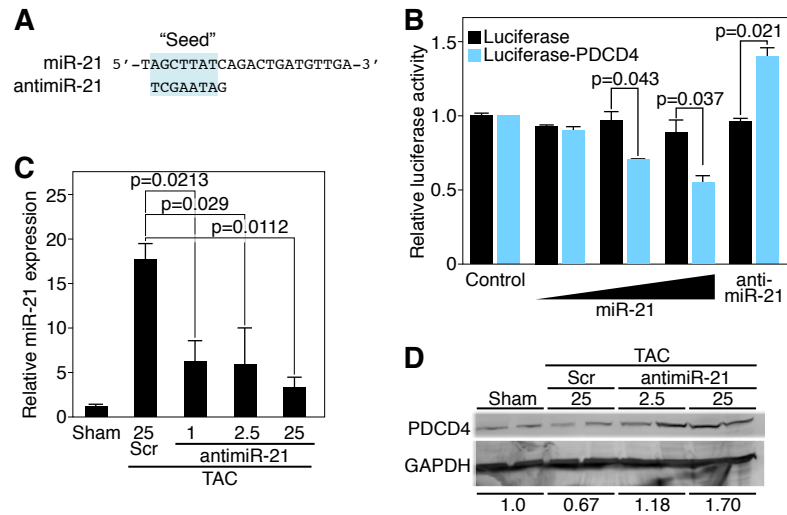 A
"Seed"
miR-21 5'-TAGCTTATCAGACTGATGTTGA-3'
antimiR-21 TCGAATAG
B
Luciferase
Luciferase-PDCD4
p=0.021
p=0.043
p=0.037
Relative luciferase activity
1.5
1.0
0.5
0.0
Control
miR-21
anti-
miR-21
C
Relative miR-21 expression
25
20
15
10
5
0
p=0.0213
p=0.029
p=0.0112
Sham 25 1 2.5 25
Scr antimiR-21
TAC
D
TAC
Scr antimiR-21
Sham 25 2.5 25
PDCD4
GAPDH
1.0 0.67 1.18 1.70